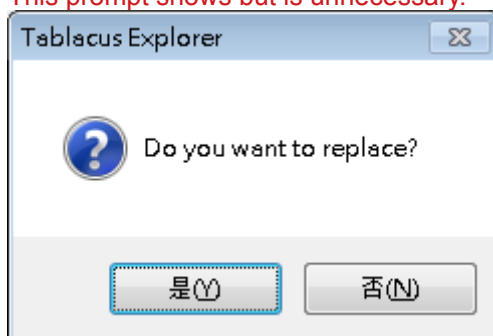 This prompt shows but is unnecessary.
Tablacus Explorer
Do you want to replace?
是(Y)
否(N)